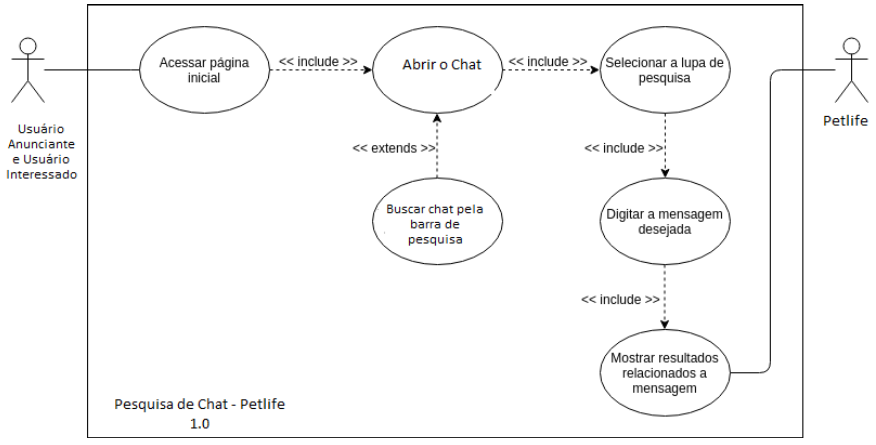 Acessar página
inicial
<< include >>
Abrir o Chat
<< include >>
Selecionar a lupa de
pesquisa
Usuário
Anunciante
e Usuário
Interessado
Petlife
<< extends >>
<< include >>
Buscar chat pela
barra de
pesquisa
Digitar a mensagem
desejada
<< include >>
Mostrar resultados
relacionados a
mensagem
Pesquisa de Chat - Petlife
1.0